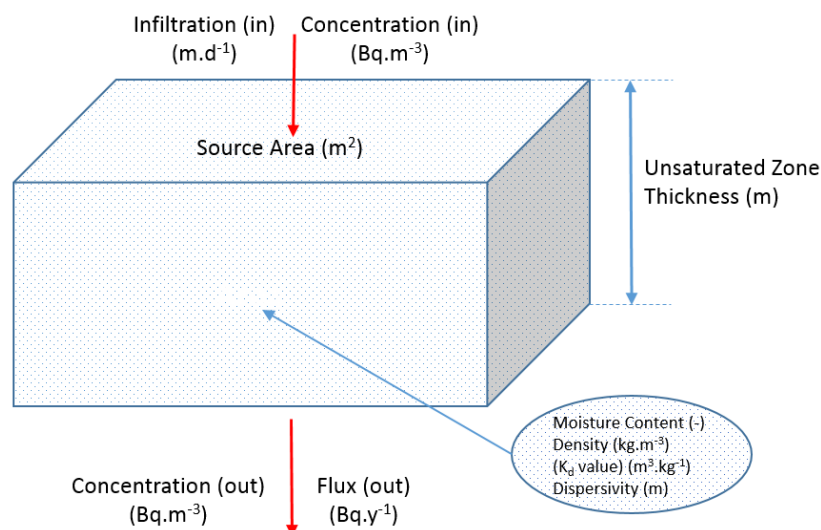 Infiltration (in)
(m.d⁻¹)
Concentration (in)
(Bq.m⁻³)
Source Area (m²)
Unsaturated Zone
Thickness (m)
Moisture Content (-)
Density (kg.m⁻³)
(K_d value) (m³.kg⁻¹)
Dispersivity (m)
Concentration (out)
(Bq.m⁻³)
Flux (out)
(Bq.y⁻¹)